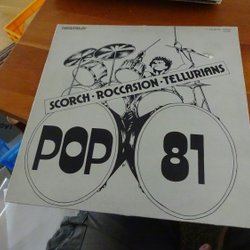 SCORCH · ROCCASION · TELLURIANS
POP 81